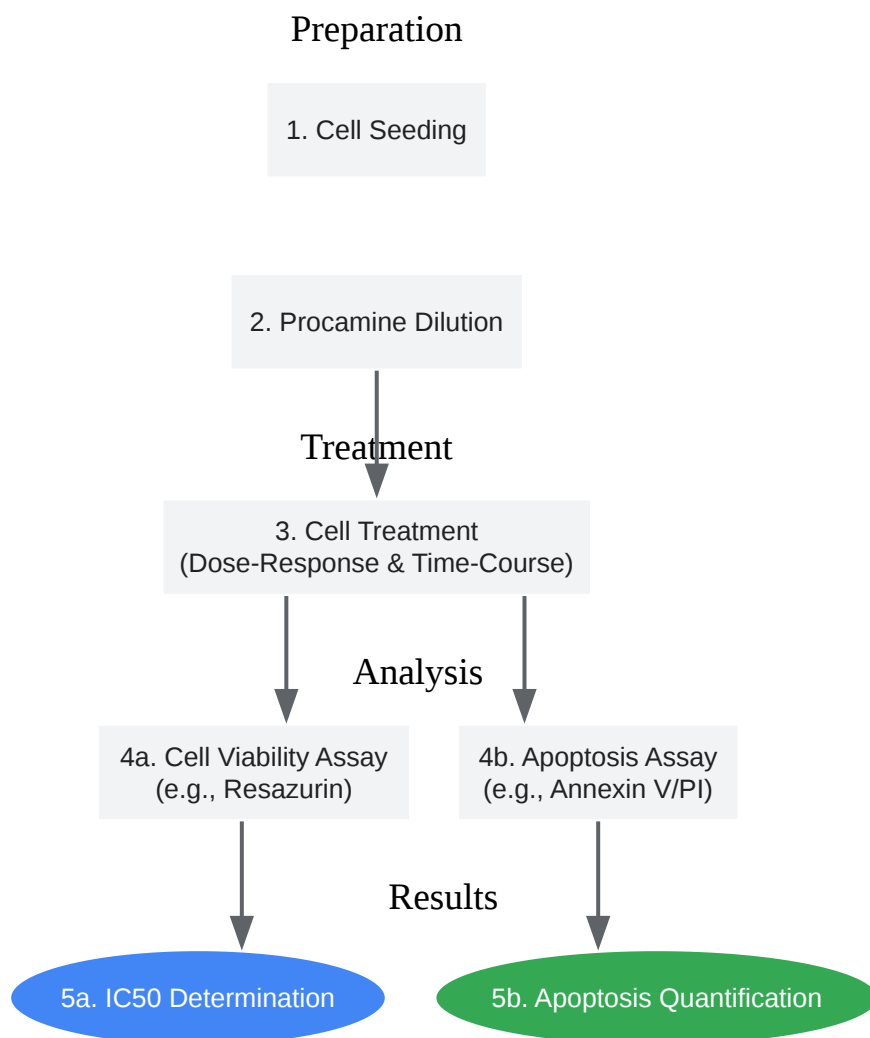 Preparation
1. Cell Seeding
2. Procamine Dilution
Treatment
3. Cell Treatment
(Dose-Response & Time-Course)
Analysis
4a. Cell Viability Assay
(e.g., Resazurin)
4b. Apoptosis Assay
(e.g., Annexin V/PI)
Results
5a. IC50 Determination
5b. Apoptosis Quantification